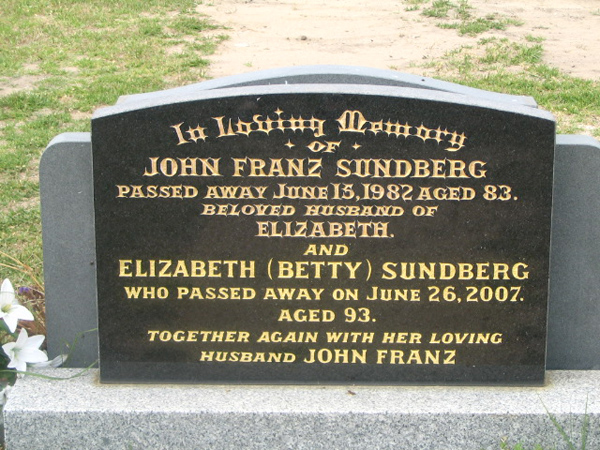 In Loving Memory
OF
JOHN FRANZ SUNDBERG
PASSED AWAY JUNE 15, 1982 AGED 83.
BELOVED HUSBAND OF
ELIZABETH.
AND
ELIZABETH (BETTY) SUNDBERG
WHO PASSED AWAY ON JUNE 26, 2007.
AGED 93.
TOGETHER AGAIN WITH HER LOVING
HUSBAND JOHN FRANZ